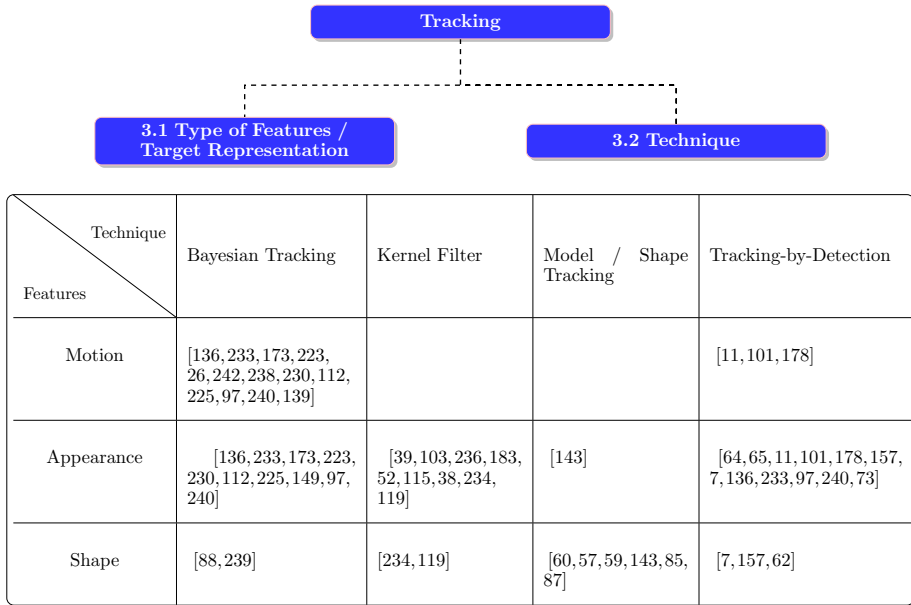 Tracking
3.1 Type of Features /
Target Representation
3.2 Technique
Technique
Features
Bayesian Tracking
Kernel Filter
Model / Shape
Tracking
Tracking-by-Detection
Motion
[136,233,173,223,
26,242,238,230,112,
225,97,240,139]
[11,101,178]
Appearance
[136,233,173,223,
230,112,225,149,97,
240]
[39,103,236,183,
52,115,38,234,
119]
[143]
[64,65,11,101,178,157,
7,136,233,97,240,73]
Shape
[88,239]
[234,119]
[60,57,59,143,85,
87]
[7,157,62]